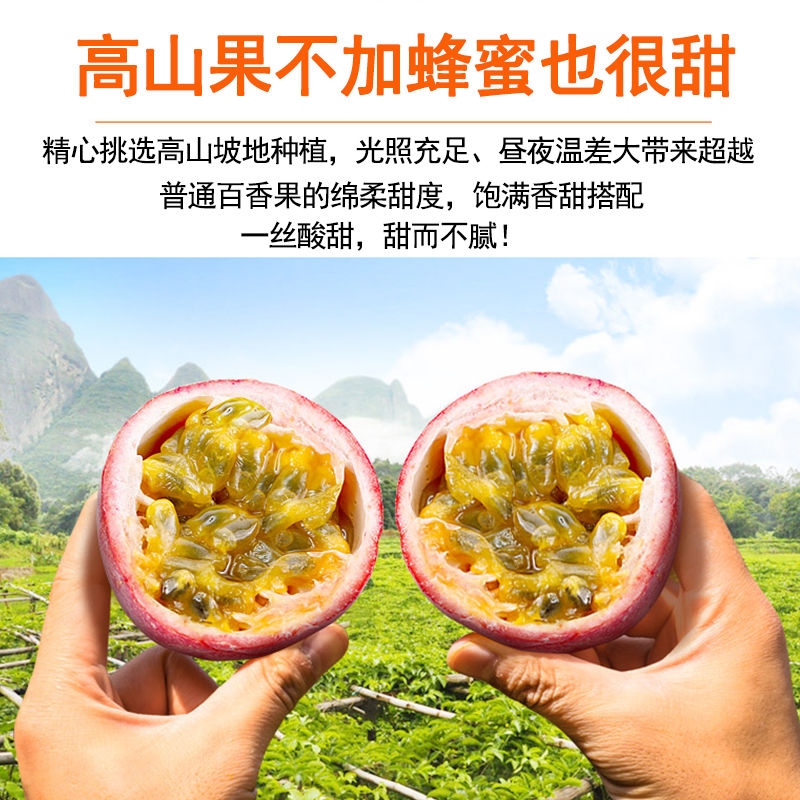 高山果不加蜂蜜也很甜
精心挑选高山坡地种植，光照充足、昼夜温差大带来超越
普通百香果的绵柔甜度，饱满香甜搭配
一丝酸甜，甜而不腻！